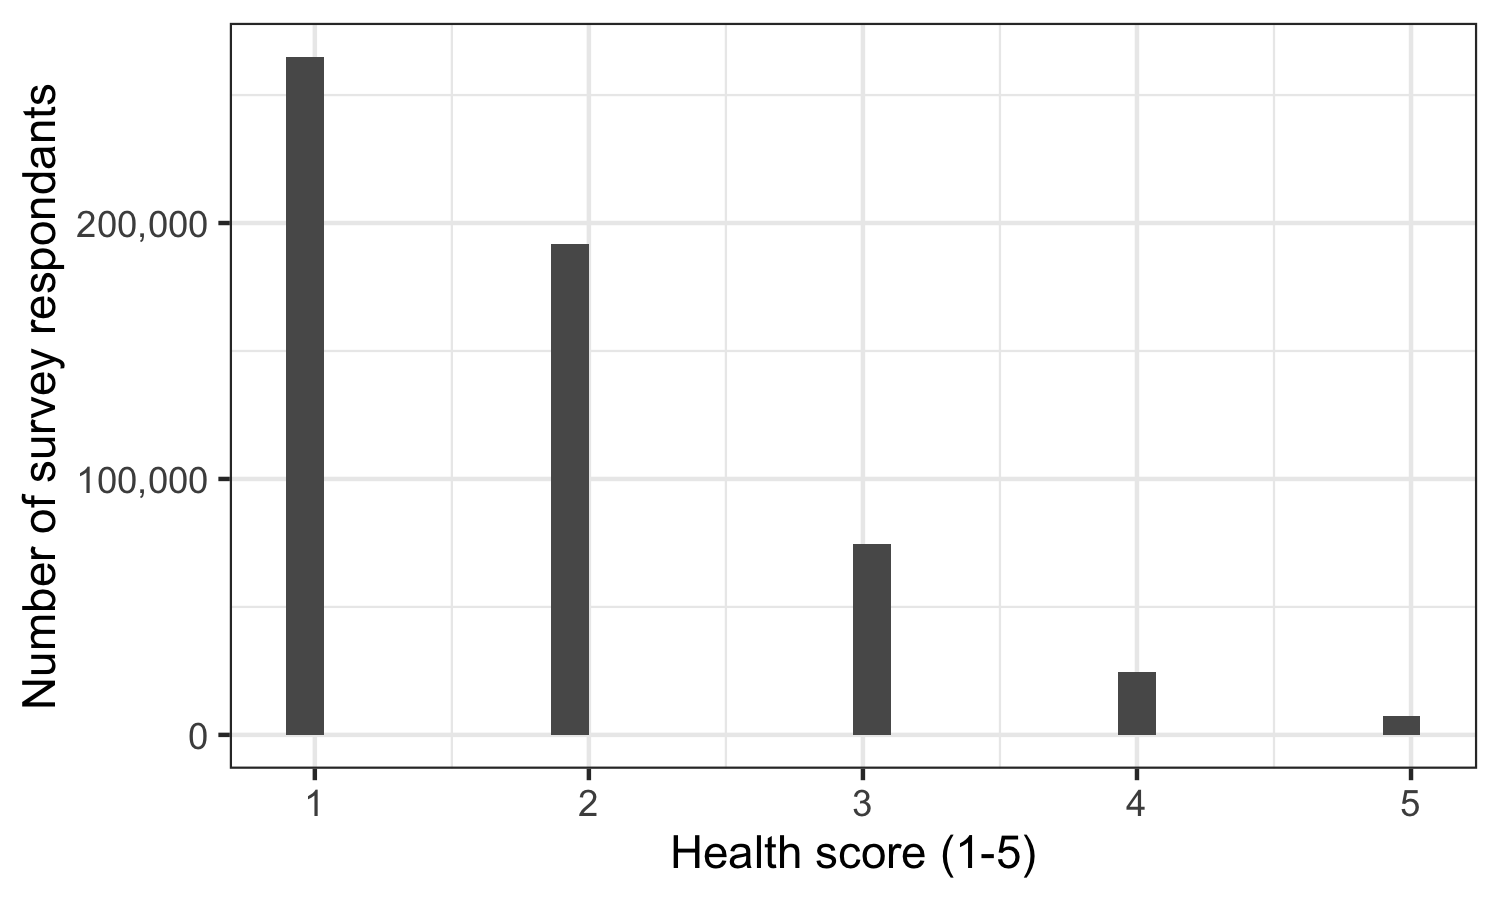 Number of survey respondants
200,000
100,000
0
1 2 3 4 5
Health score (1-5)